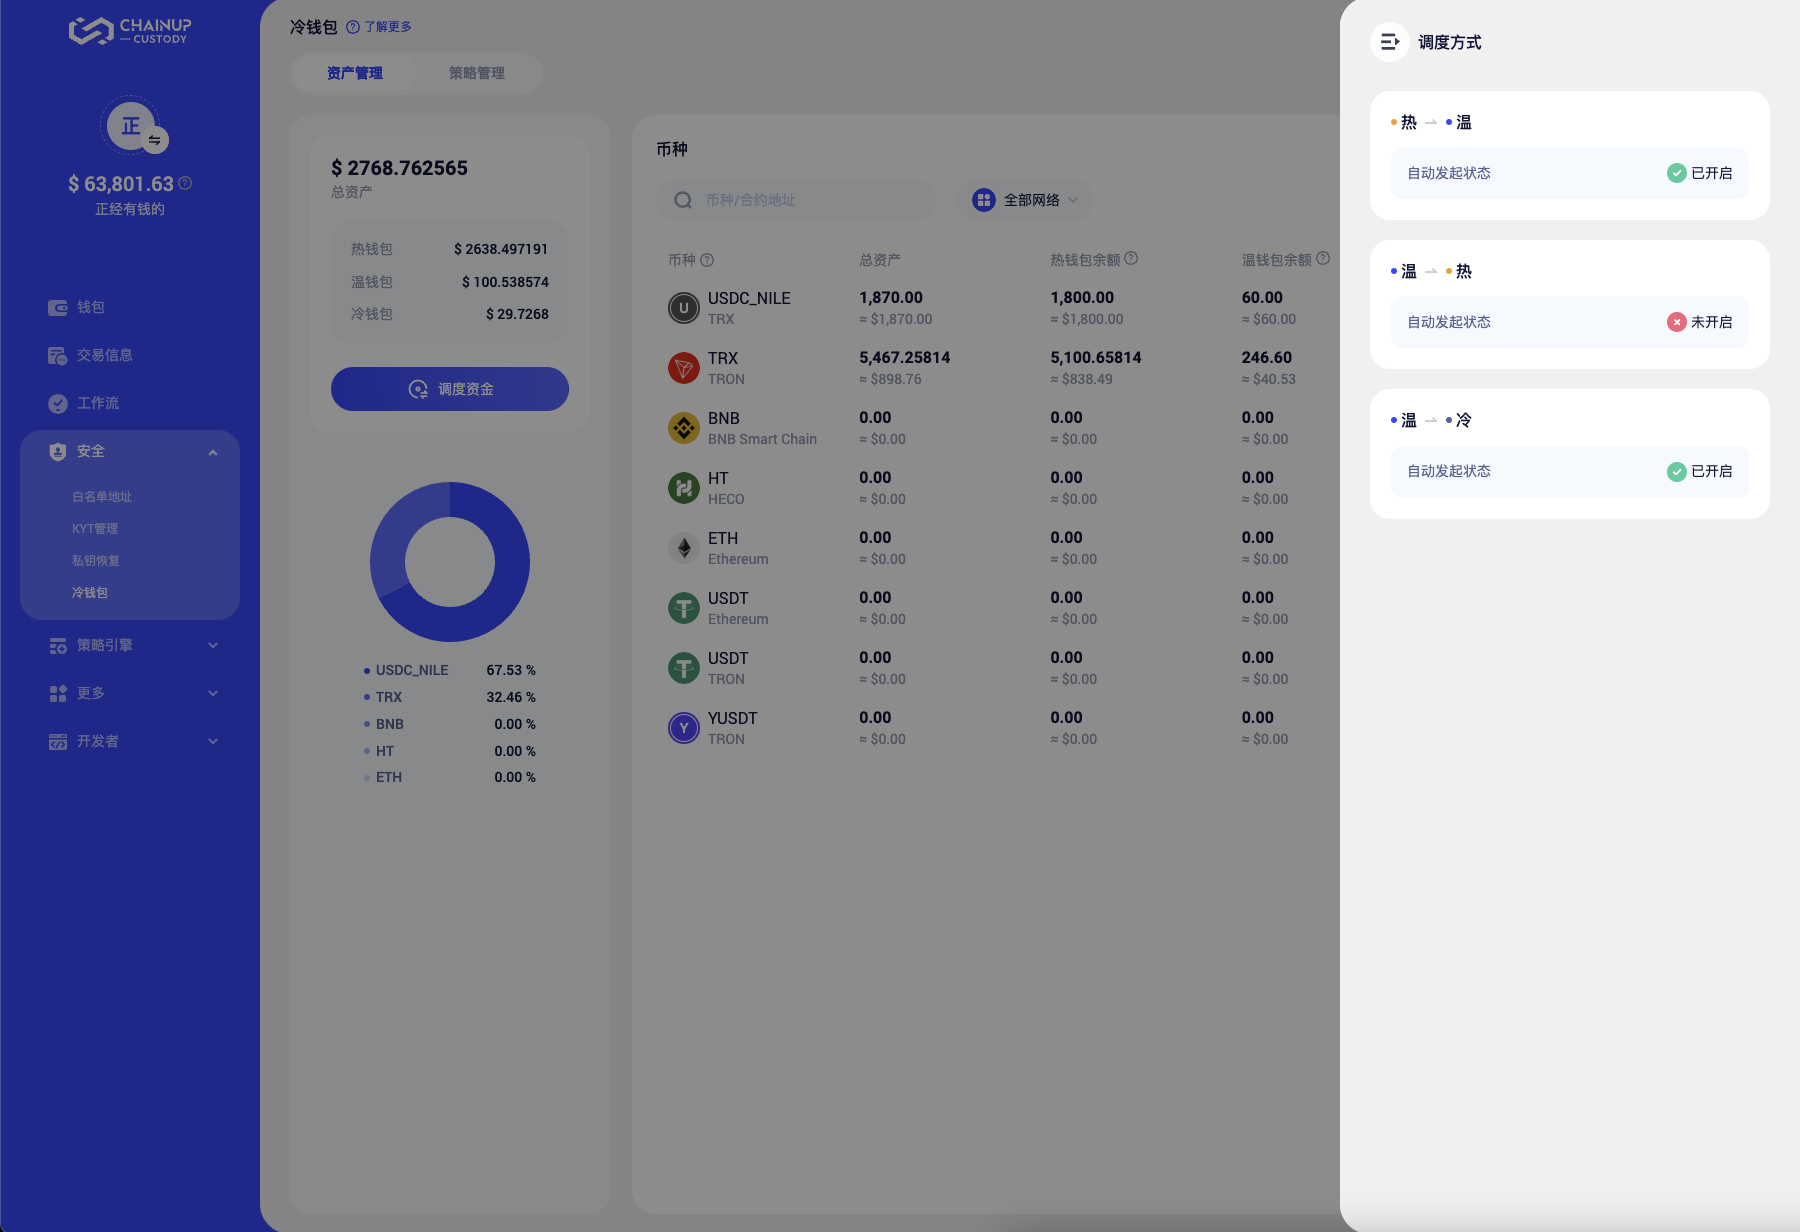 CHAINUP
CUSTODY
正
$ 63,801.63
正经有钱的
钱包
交易信息
工作流
安全
白名单地址
KYT管理
私钥恢复
冷钱包
策略引擎
更多
开发者
冷钱包 了解更多
资产管理 策略管理
$ 2768.762565
总资产
热钱包 $ 2638.497191
温钱包 $ 100.538574
冷钱包 $ 29.7268
调度资金
USDC_NILE 67.53 %
TRX 32.46 %
BNB 0.00 %
HT 0.00 %
ETH 0.00 %
币种
币种/合约地址 全部网络
币种 总资产 热钱包余额 温钱包余额
USDC_NILE 1,870.00 1,800.00 60.00
TRX ≈ $1,870.00 ≈ $1,800.00 ≈ $60.00
TRX 5,467.25814 5,100.65814 246.60
TRON ≈ $898.76 ≈ $838.49 ≈ $40.53
BNB 0.00 0.00 0.00
BNB Smart Chain ≈ $0.00 ≈ $0.00 ≈ $0.00
HT 0.00 0.00 0.00
HECO ≈ $0.00 ≈ $0.00 ≈ $0.00
ETH 0.00 0.00 0.00
Ethereum ≈ $0.00 ≈ $0.00 ≈ $0.00
USDT 0.00 0.00 0.00
Ethereum ≈ $0.00 ≈ $0.00 ≈ $0.00
USDT 0.00 0.00 0.00
TRON ≈ $0.00 ≈ $0.00 ≈ $0.00
YUSDT 0.00 0.00 0.00
TRON ≈ $0.00 ≈ $0.00 ≈ $0.00
调度方式
热 → 温
自动发起状态 已开启
温 → 热
自动发起状态 未开启
温 → 冷
自动发起状态 已开启